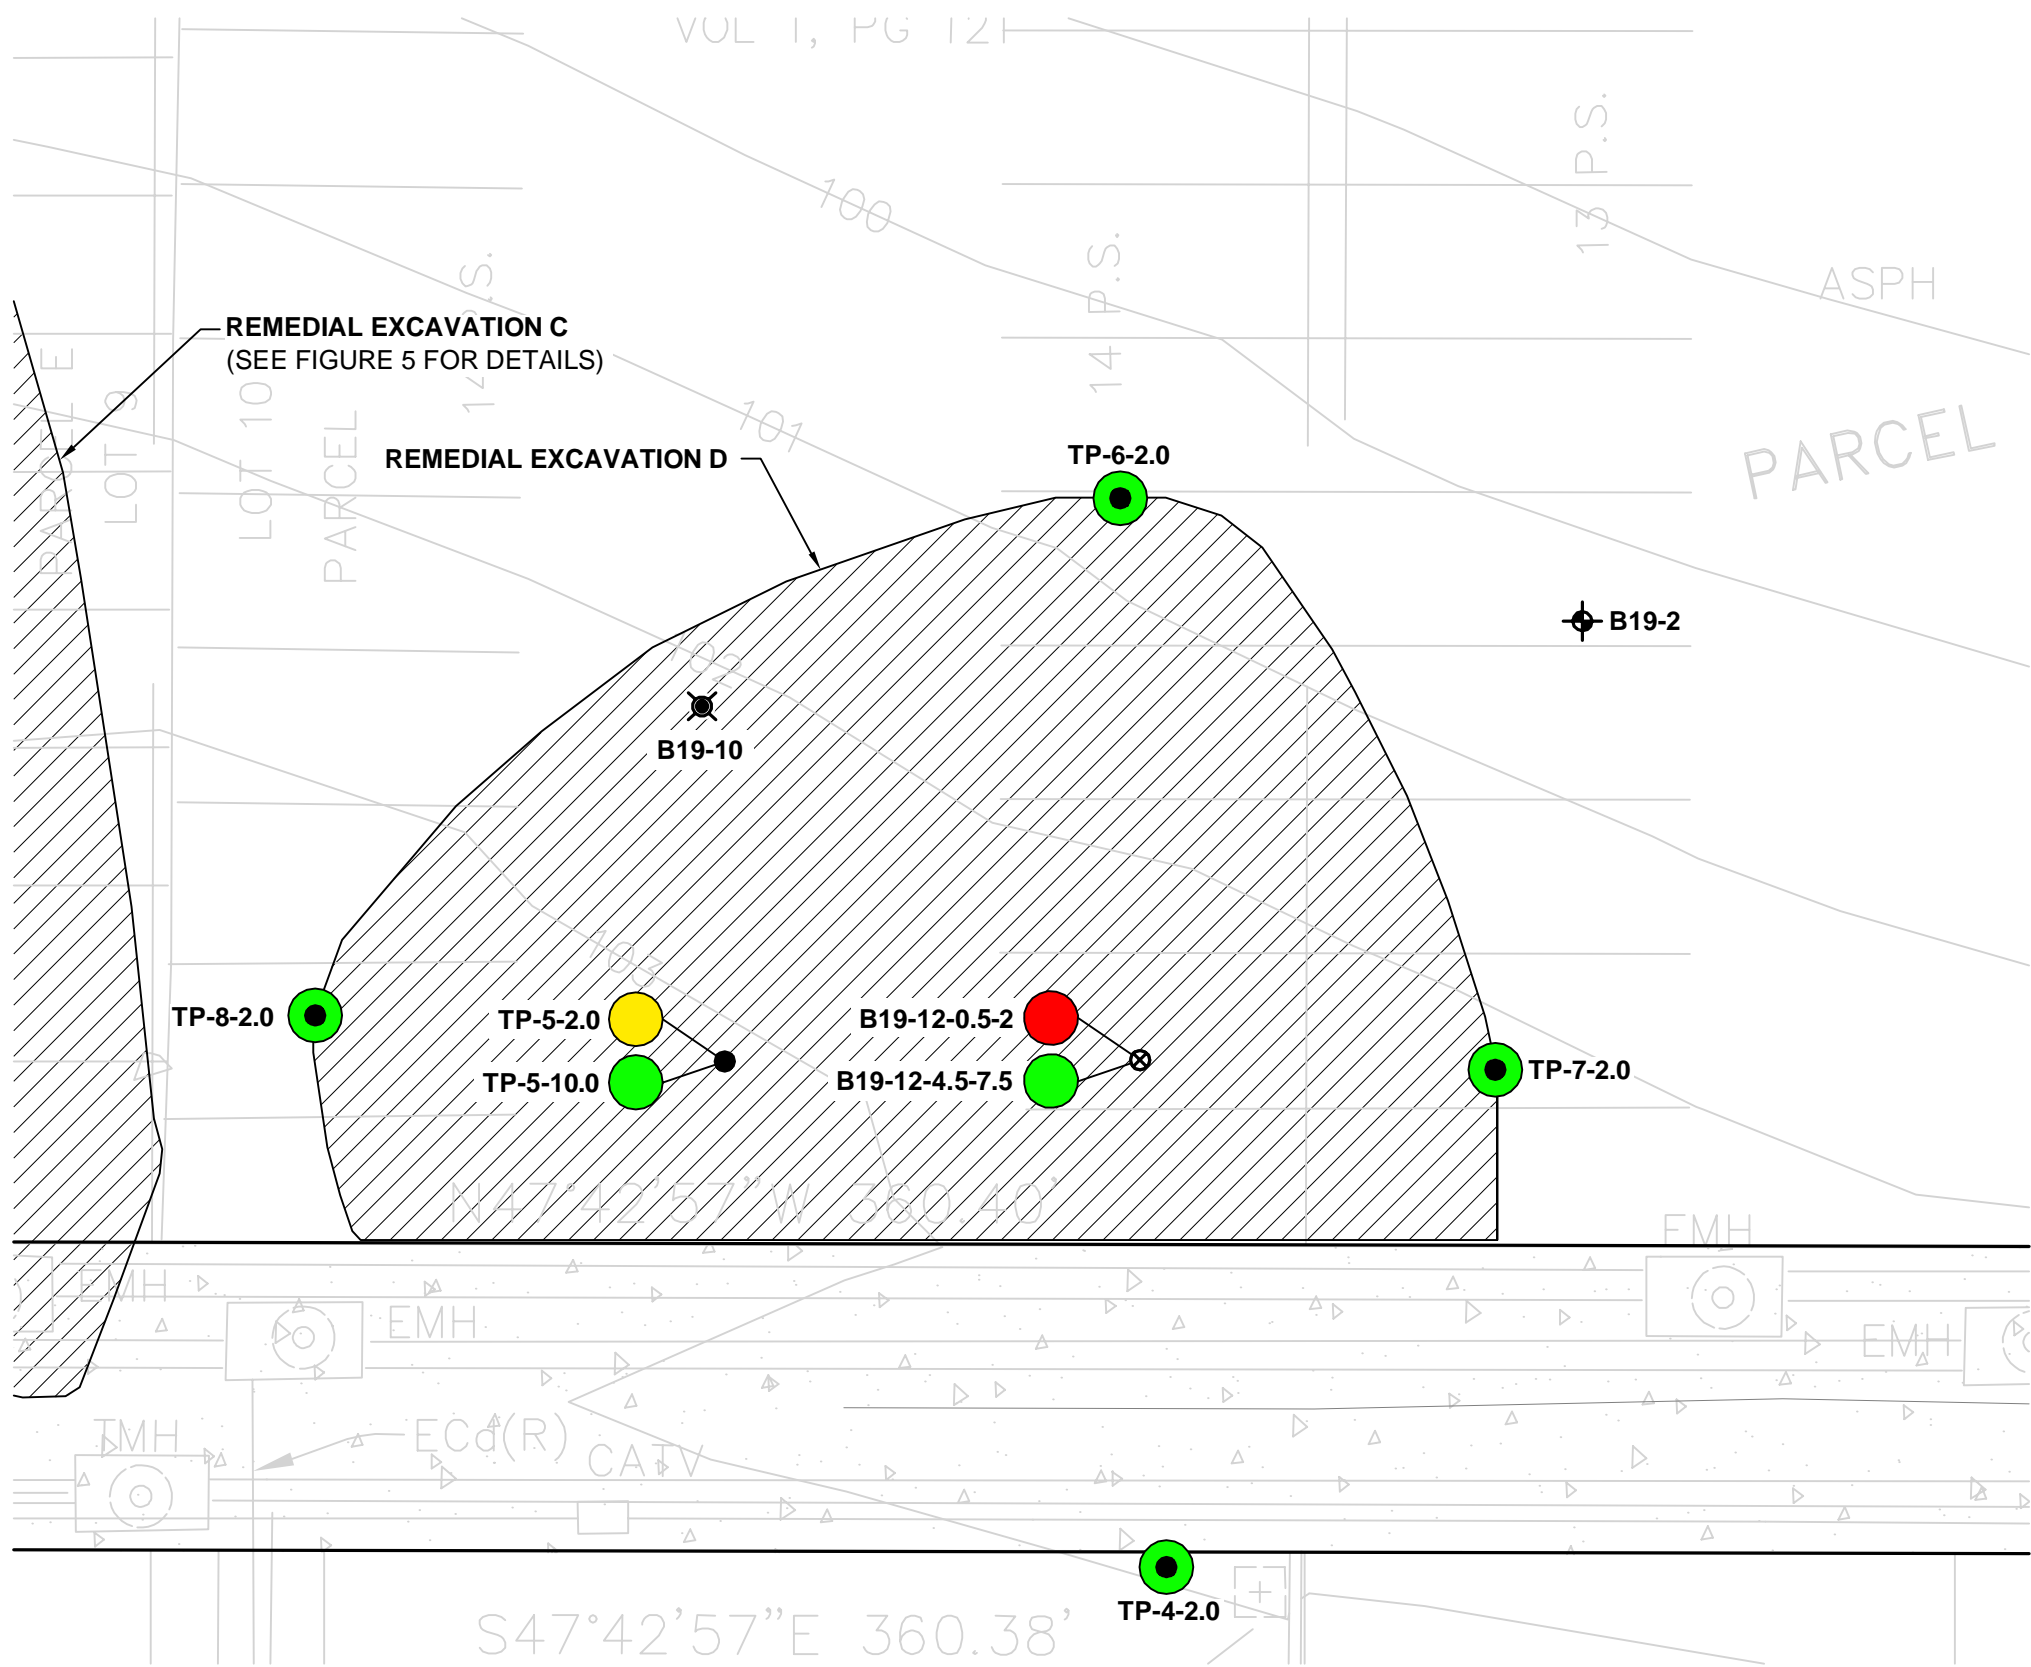 VOL 1, PG 121
13 P.S.
100
14 P.S.
ASPH
REMEDIAL EXCAVATION C
(SEE FIGURE 5 FOR DETAILS)
PARCEL E
LOT 9
LOT 10
PARCEL
101
PARCEL
REMEDIAL EXCAVATION D
TP-6-2.0
B19-2
102
B19-10
103
TP-8-2.0
TP-5-2.0
B19-12-0.5-2
TP-5-10.0
B19-12-4.5-7.5
TP-7-2.0
N47°42'57"W 360.40'
EMH
EMH
EMH
EMH
TMH
ECd(R)
CATV
TP-4-2.0
S47°42'57"E 360.38'